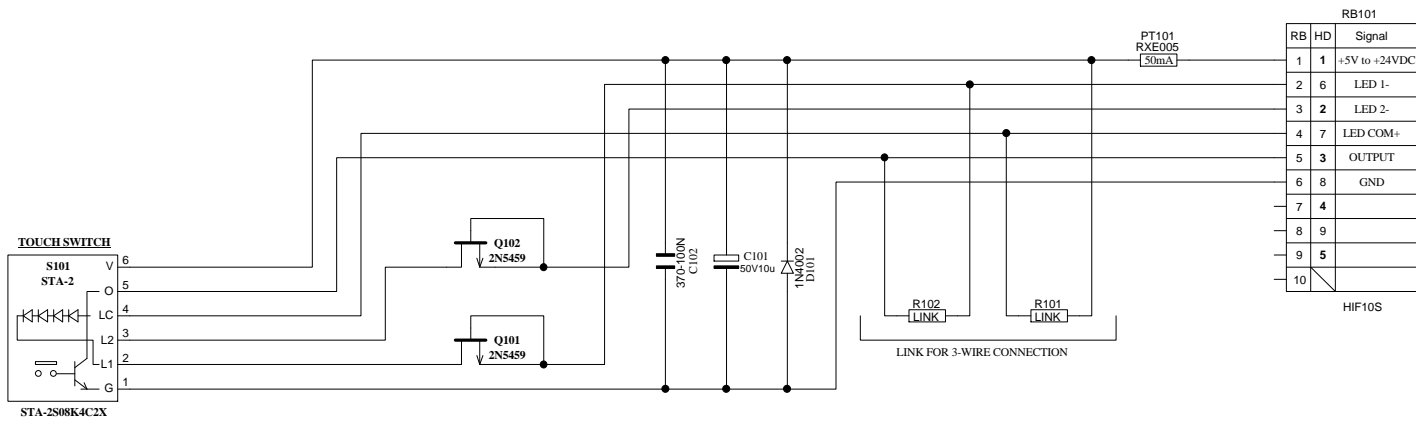 RB101
RB HD Signal
1 1 +5V to +24VDC
2 6 LED 1-
3 2 LED 2-
4 7 LED COM+
5 3 OUTPUT
6 8 GND
7 4
8 9
9 5
10
HIF10S
PT101
RXE005
50mA
TOUCH SWITCH
S101
STA-2
V 6
O 5
LC 4
L2 3
L1 2
G 1
STA-2S08K4C2X
Q102
2N5459
Q101
2N5459
370-100N
C102
C101
50V10u
1N4002
D101
R102
LINK
R101
LINK
LINK FOR 3-WIRE CONNECTION